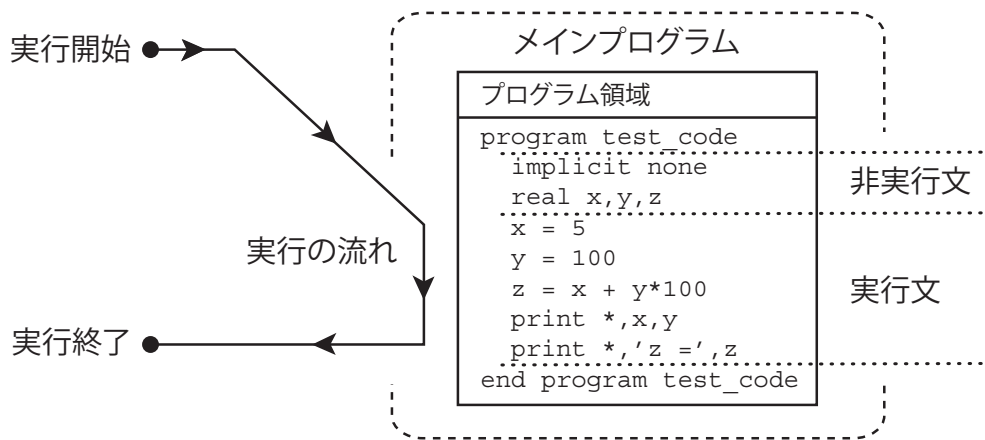 実行開始
メインプログラム
プログラム領域
program test_code
implicit none
real x,y,z
非実行文
x = 5
y = 100
z = x + y*100
print *,x,y
print *,’z =’,z
end program test_code
実行文
実行の流れ
実行終了